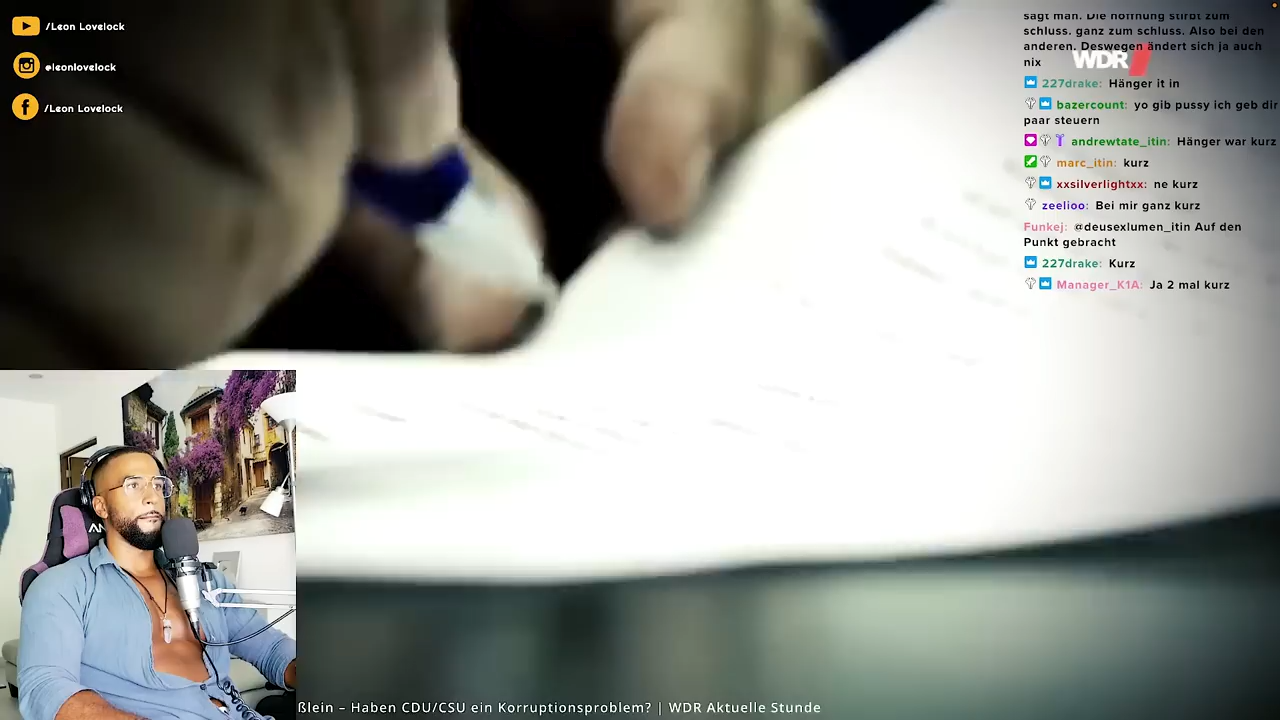 /Leon Lovelock
@leonlovelock
/Leon Lovelock
sagt man. Die hoffnung stirbt zum
schluss. ganz zum schluss. Also bei den
anderen. Deswegen ändert sich ja auch
nix
WDR
227drake: Hänger it in
bazercount: yo gib pussy ich geb dir
paar steuern
andrewtate_itin: Hänger war kurz
marc_itin: kurz
xxsilverlightxx: ne kurz
zeelioo: Bei mir ganz kurz
Funkej: @deusexlumen_itin Auf den
Punkt gebracht
227drake: Kurz
Manager_K1A: Ja 2 mal kurz
AN
ßlein – Haben CDU/CSU ein Korruptionsproblem? | WDR Aktuelle Stunde